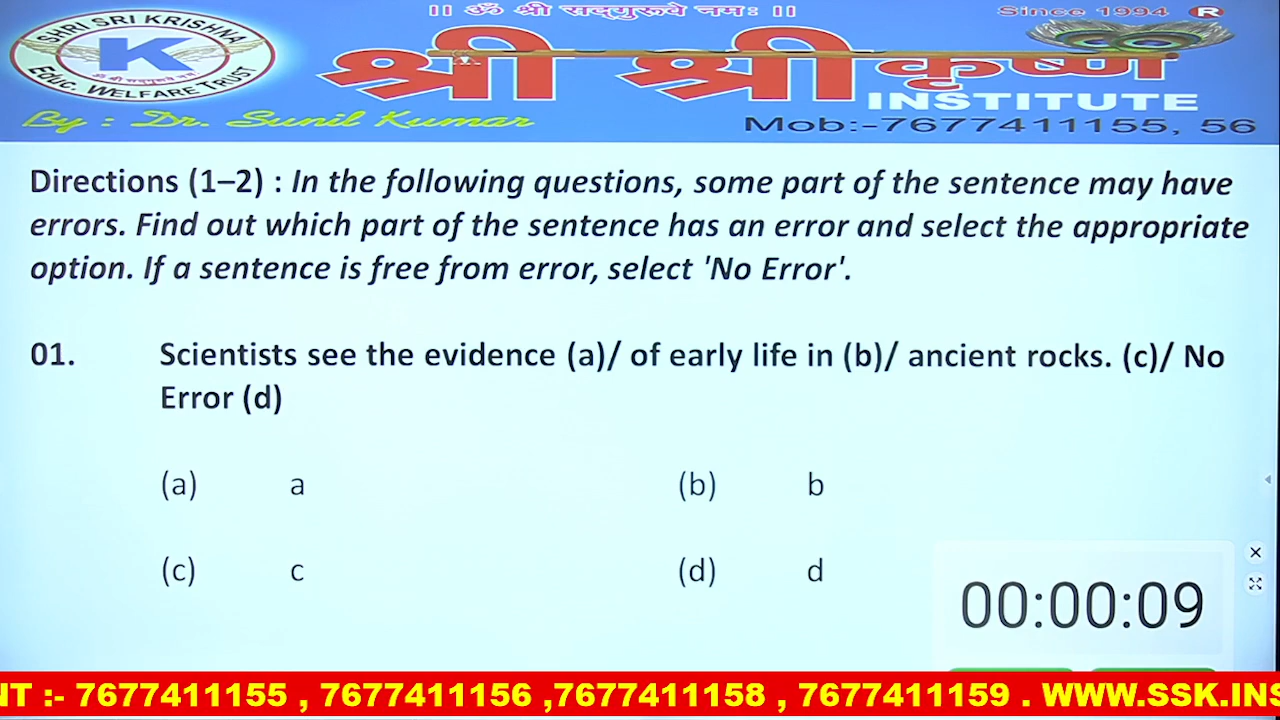 || ॐ श्री सद्गुरूवे नमः ||
Since 1994 R
SHRI SRI KRISHNA
K
ॐ श्री सद्गुरूवे नमः
EDUC. WELFARE TRUST
श्री श्री कृष्ण
INSTITUTE
By : Dr. Sunil Kumar
Mob:-7677411155, 56
Directions (1–2) : In the following questions, some part of the sentence may have
errors. Find out which part of the sentence has an error and select the appropriate
option. If a sentence is free from error, select 'No Error'.
01. Scientists see the evidence (a)/ of early life in (b)/ ancient rocks. (c)/ No
Error (d)
(a) a (b) b
(c) c (d) d
00:00:09
NT :- 7677411155 , 7677411156 ,7677411158 , 7677411159 . WWW.SSK.INS